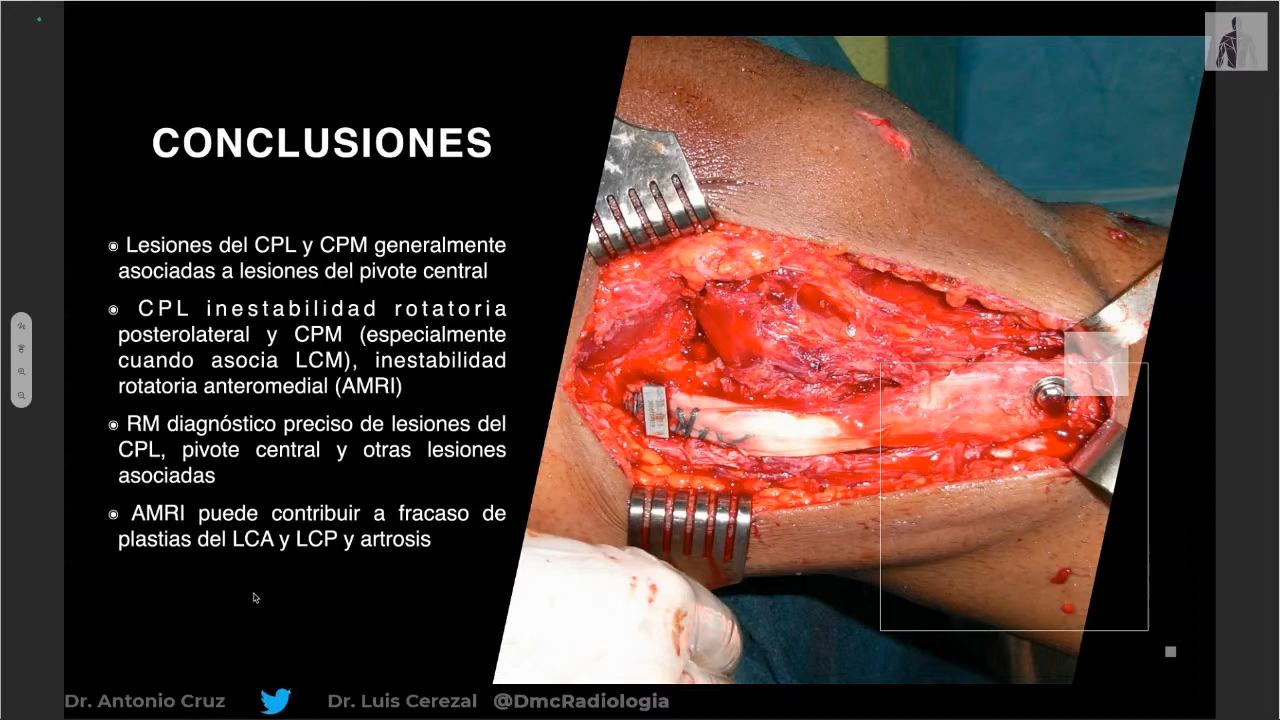 CONCLUSIONES
Lesiones del CPL y CPM generalmente
asociadas a lesiones del pivote central
CPL inestabilidad rotatoria
posterolateral y CPM (especialmente
cuando asocia LCM), inestabilidad
rotatoria anteromedial (AMRI)
RM diagnóstico preciso de lesiones del
CPL, pivote central y otras lesiones
asociadas
AMRI puede contribuir a fracaso de
plastias del LCA y LCP y artrosis
Dr. Antonio Cruz Dr. Luis Cerezal @DmcRadiologia